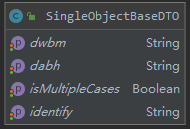 C SingleObjectBaseDTO
p dwbm String
p dabh String
p isMultipleCases Boolean
p identify String